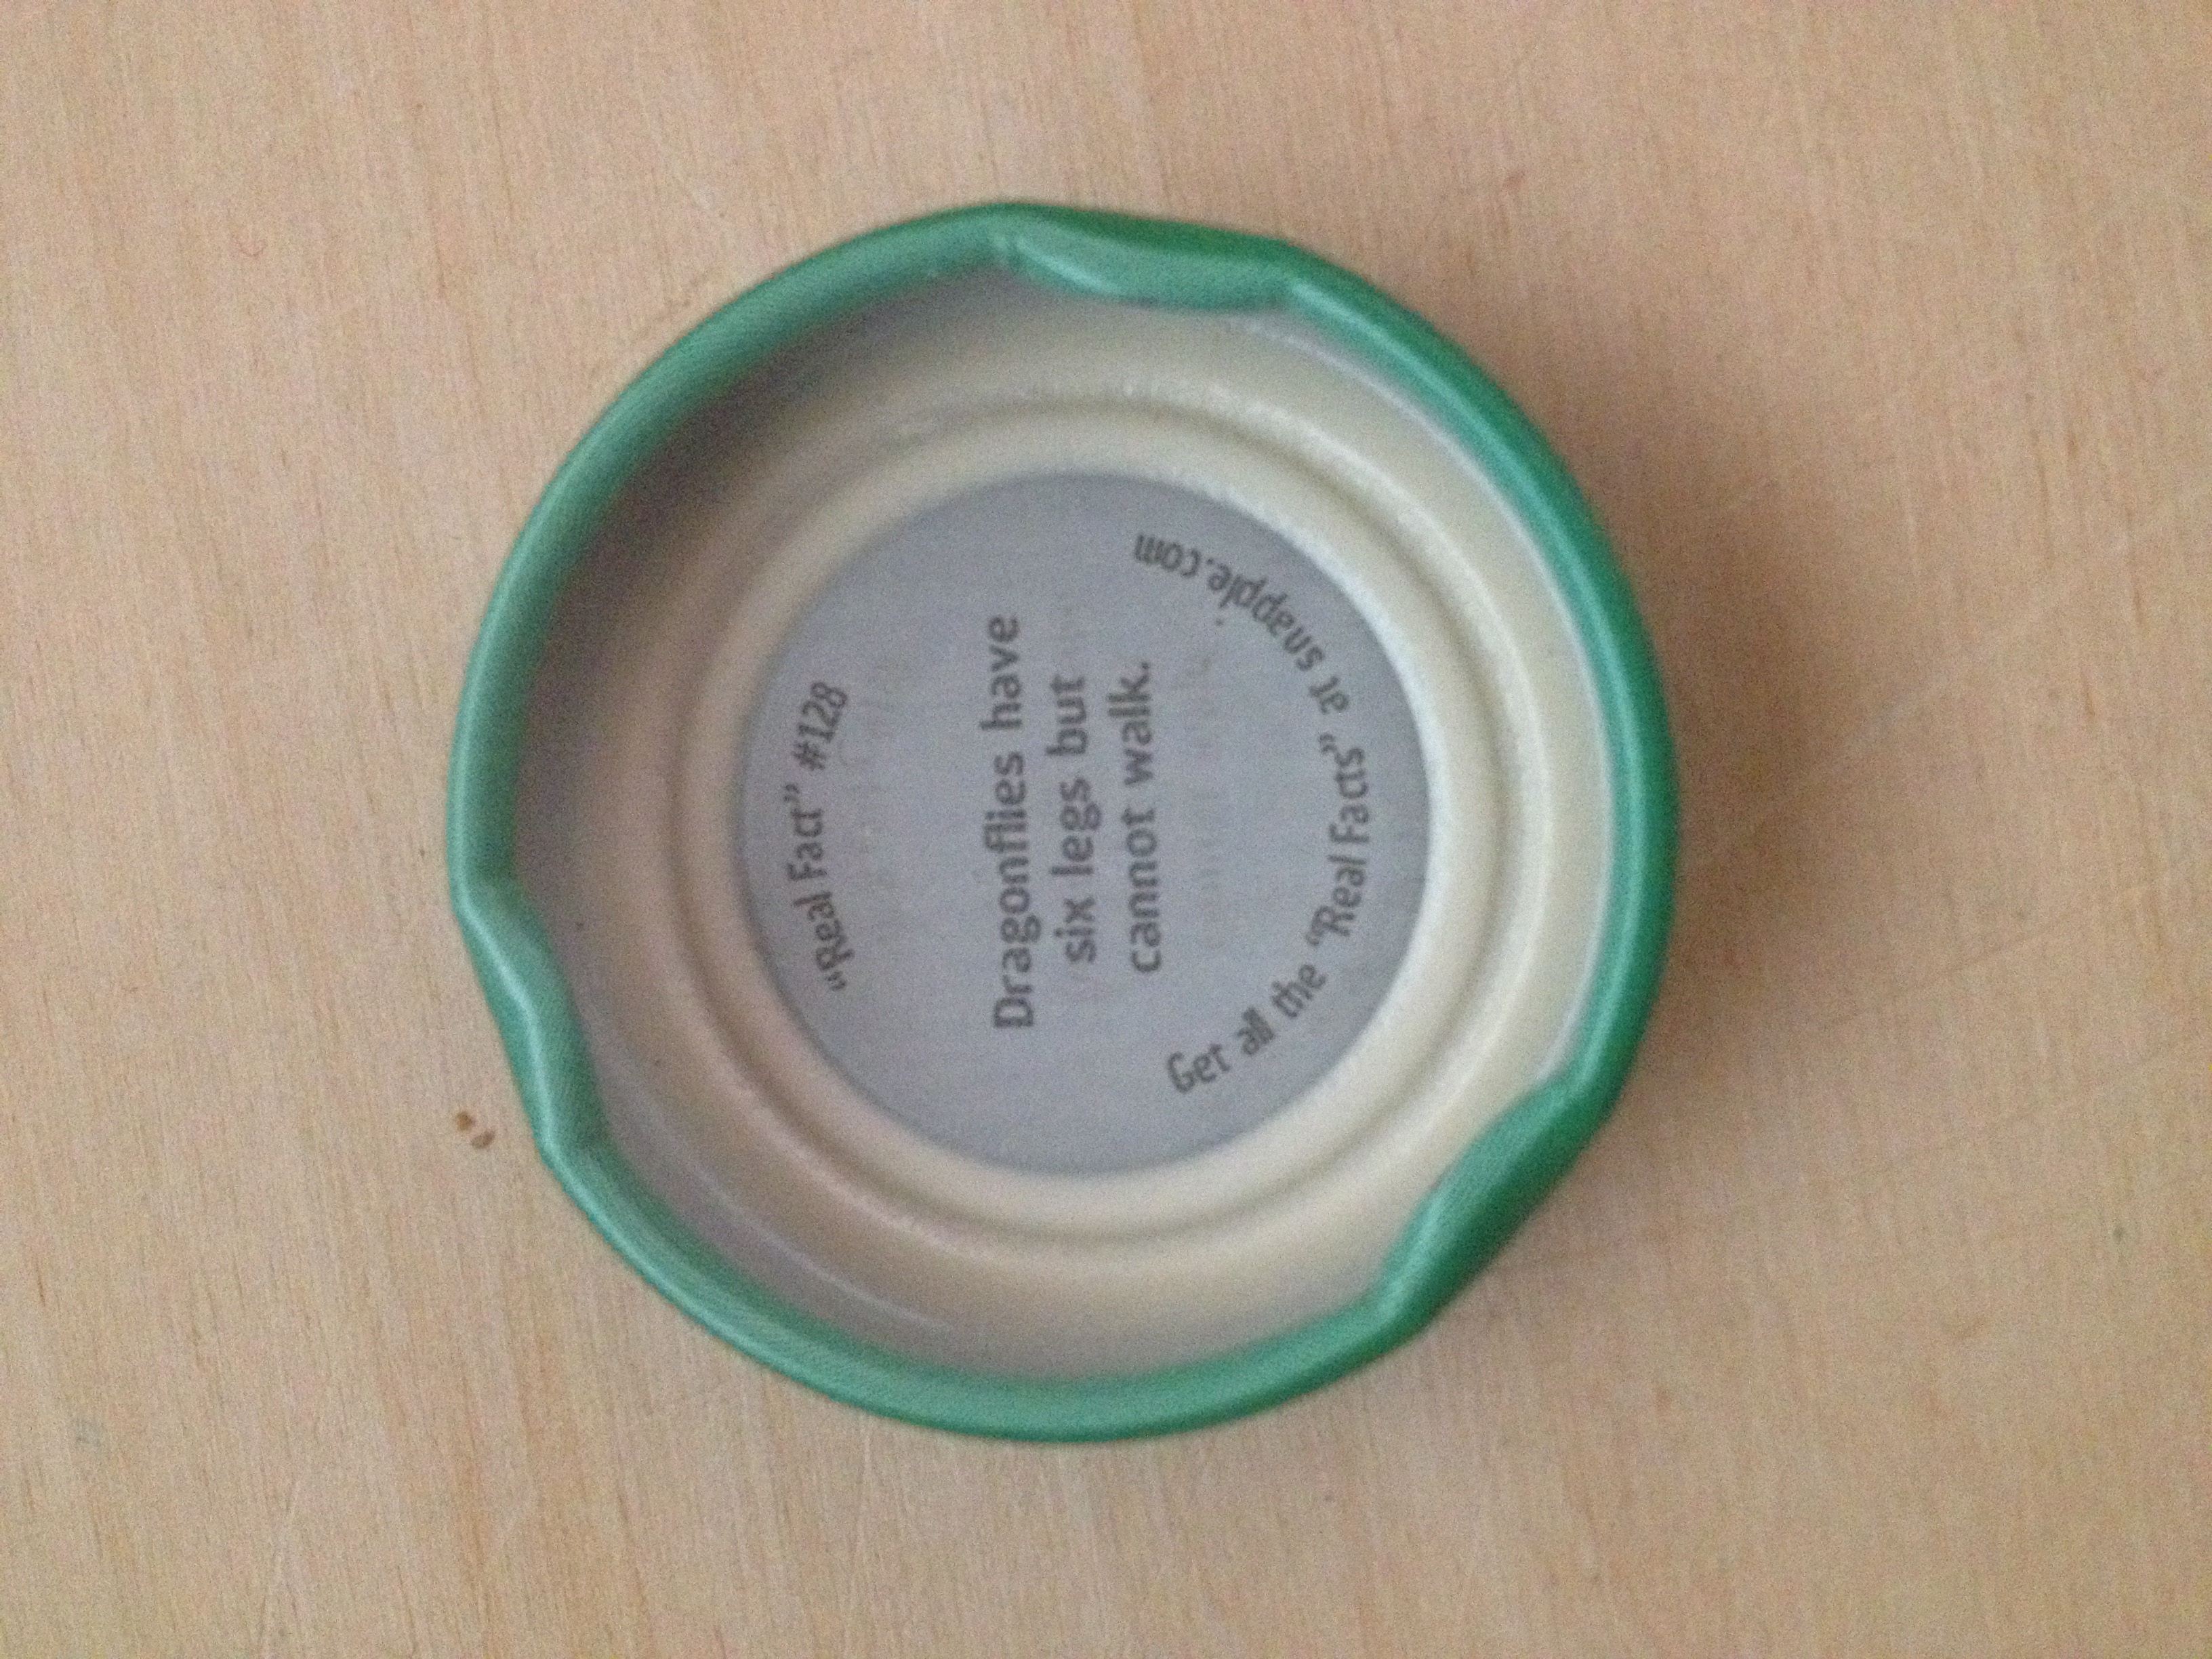 “Real Fact” #128
Dragonflies have
six legs but
cannot walk.
Get all the “Real Facts” at snapple.com